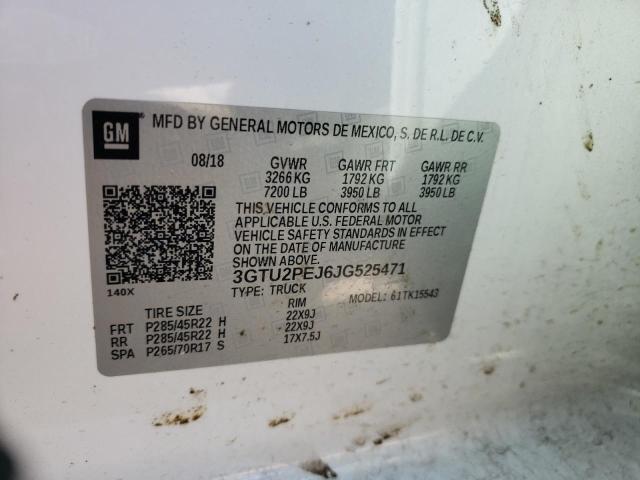 GM ® MFD BY GENERAL MOTORS DE MEXICO, S. DE R.L. DE C.V.
08/18 GVWR GAWR FRT GAWR RR
3266 KG 1792 KG 1792 KG
7200 LB 3950 LB 3950 LB
THIS VEHICLE CONFORMS TO ALL
APPLICABLE U.S. FEDERAL MOTOR
VEHICLE SAFETY STANDARDS IN EFFECT
ON THE DATE OF MANUFACTURE
SHOWN ABOVE.
3GTU2PEJ6JG525471
140X TYPE: TRUCK MODEL: 61TK15543
TIRE SIZE RIM
FRT P285/45R22 H 22X9J
RR P285/45R22 H 22X9J
SPA P265/70R17 S 17X7.5J